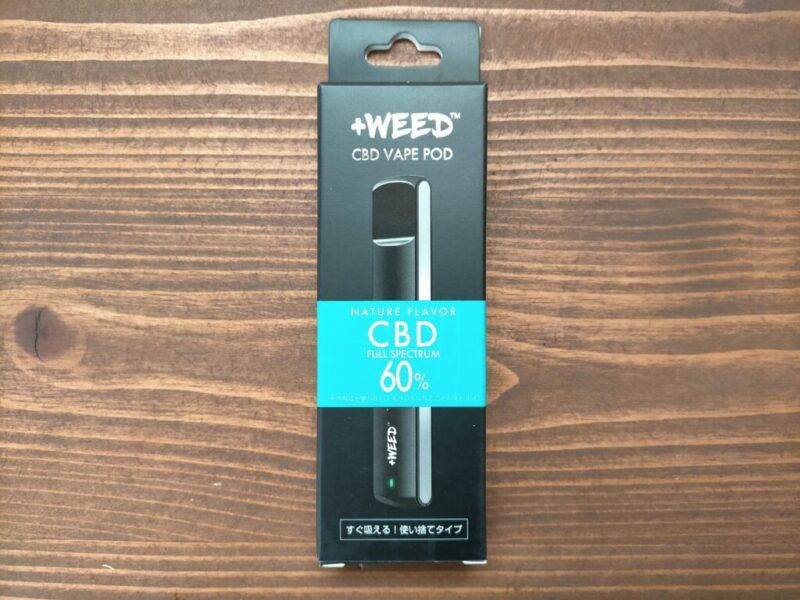 +WEED™
CBD VAPE POD
NATURE FLAVOR
CBD
FULL SPECTRUM
60%
+WEED™
すぐ吸える！使い捨てタイプ